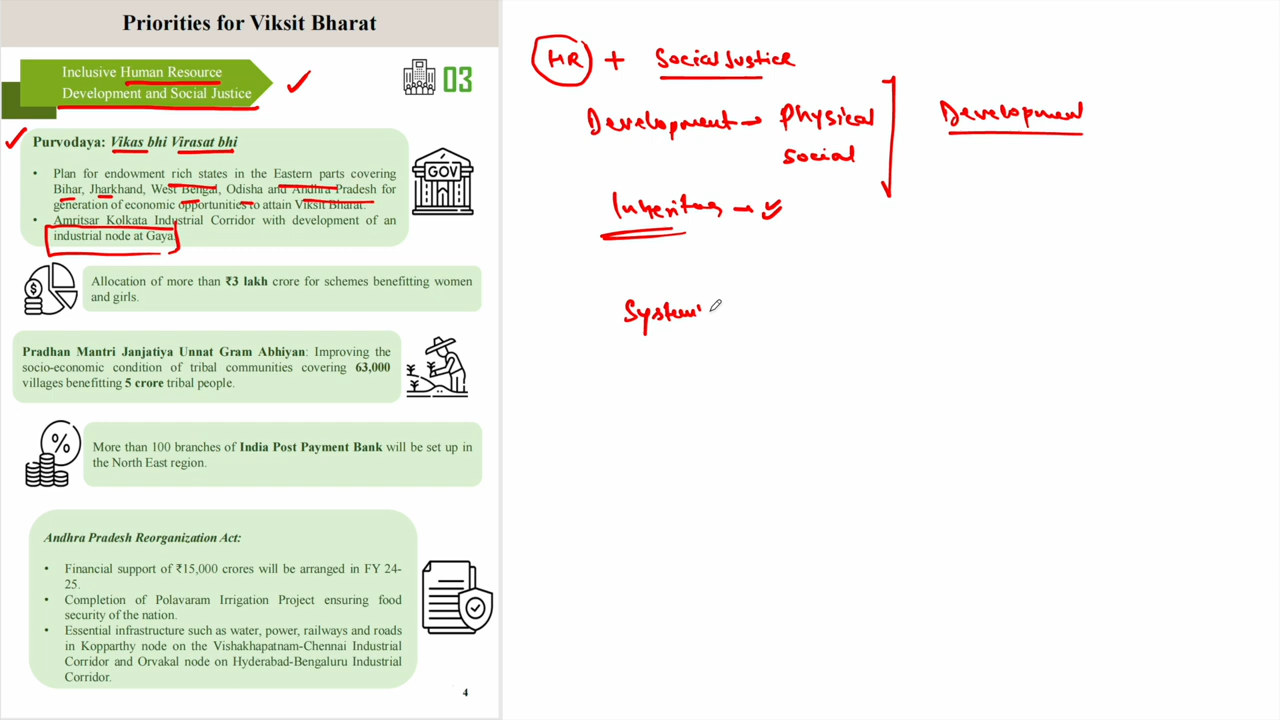 Priorities for Viksit Bharat
Inclusive Human Resource
Development and Social Justice
03
Purvodaya: Vikas bhi Virasat bhi
• Plan for endowment rich states in the Eastern parts covering
Bihar, Jharkhand, West Bengal, Odisha and Andhra Pradesh for
generation of economic opportunities to attain Viksit Bharat.
• Amritsar Kolkata Industrial Corridor with development of an
industrial node at Gaya.
GOV
Allocation of more than ₹3 lakh crore for schemes benefitting women
and girls.
Pradhan Mantri Janjatiya Unnat Gram Abhiyan: Improving the
socio-economic condition of tribal communities covering 63,000
villages benefitting 5 crore tribal people.
More than 100 branches of India Post Payment Bank will be set up in
the North East region.
Andhra Pradesh Reorganization Act:
• Financial support of ₹15,000 crores will be arranged in FY 24-
25.
• Completion of Polavaram Irrigation Project ensuring food
security of the nation.
• Essential infrastructure such as water, power, railways and roads
in Kopparthy node on the Vishakhapatnam-Chennai Industrial
Corridor and Orvakal node on Hyderabad-Bengaluru Industrial
Corridor.
4
HR + Social Justice
Development → Physical
Social
Development
System